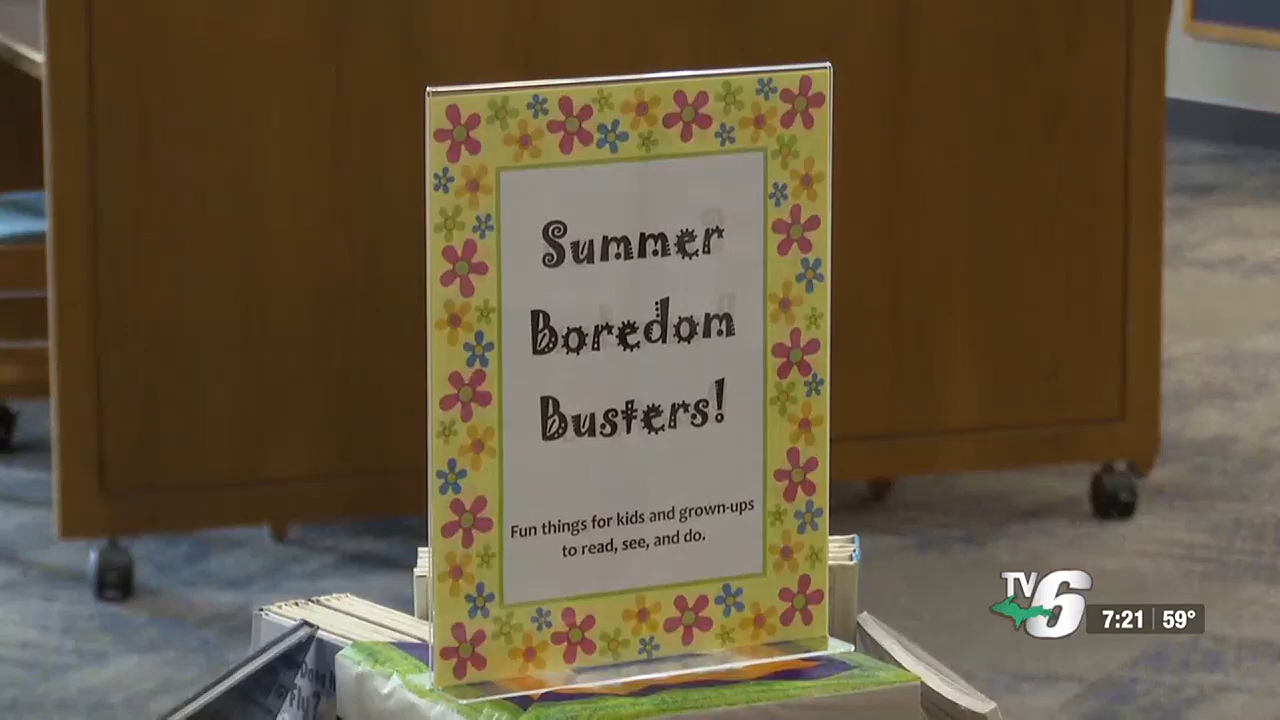 Summer
Boredom
Busters!
Fun things for kids and grown-ups
to read, see, and do.
TV6
7:21 59°
Fly?